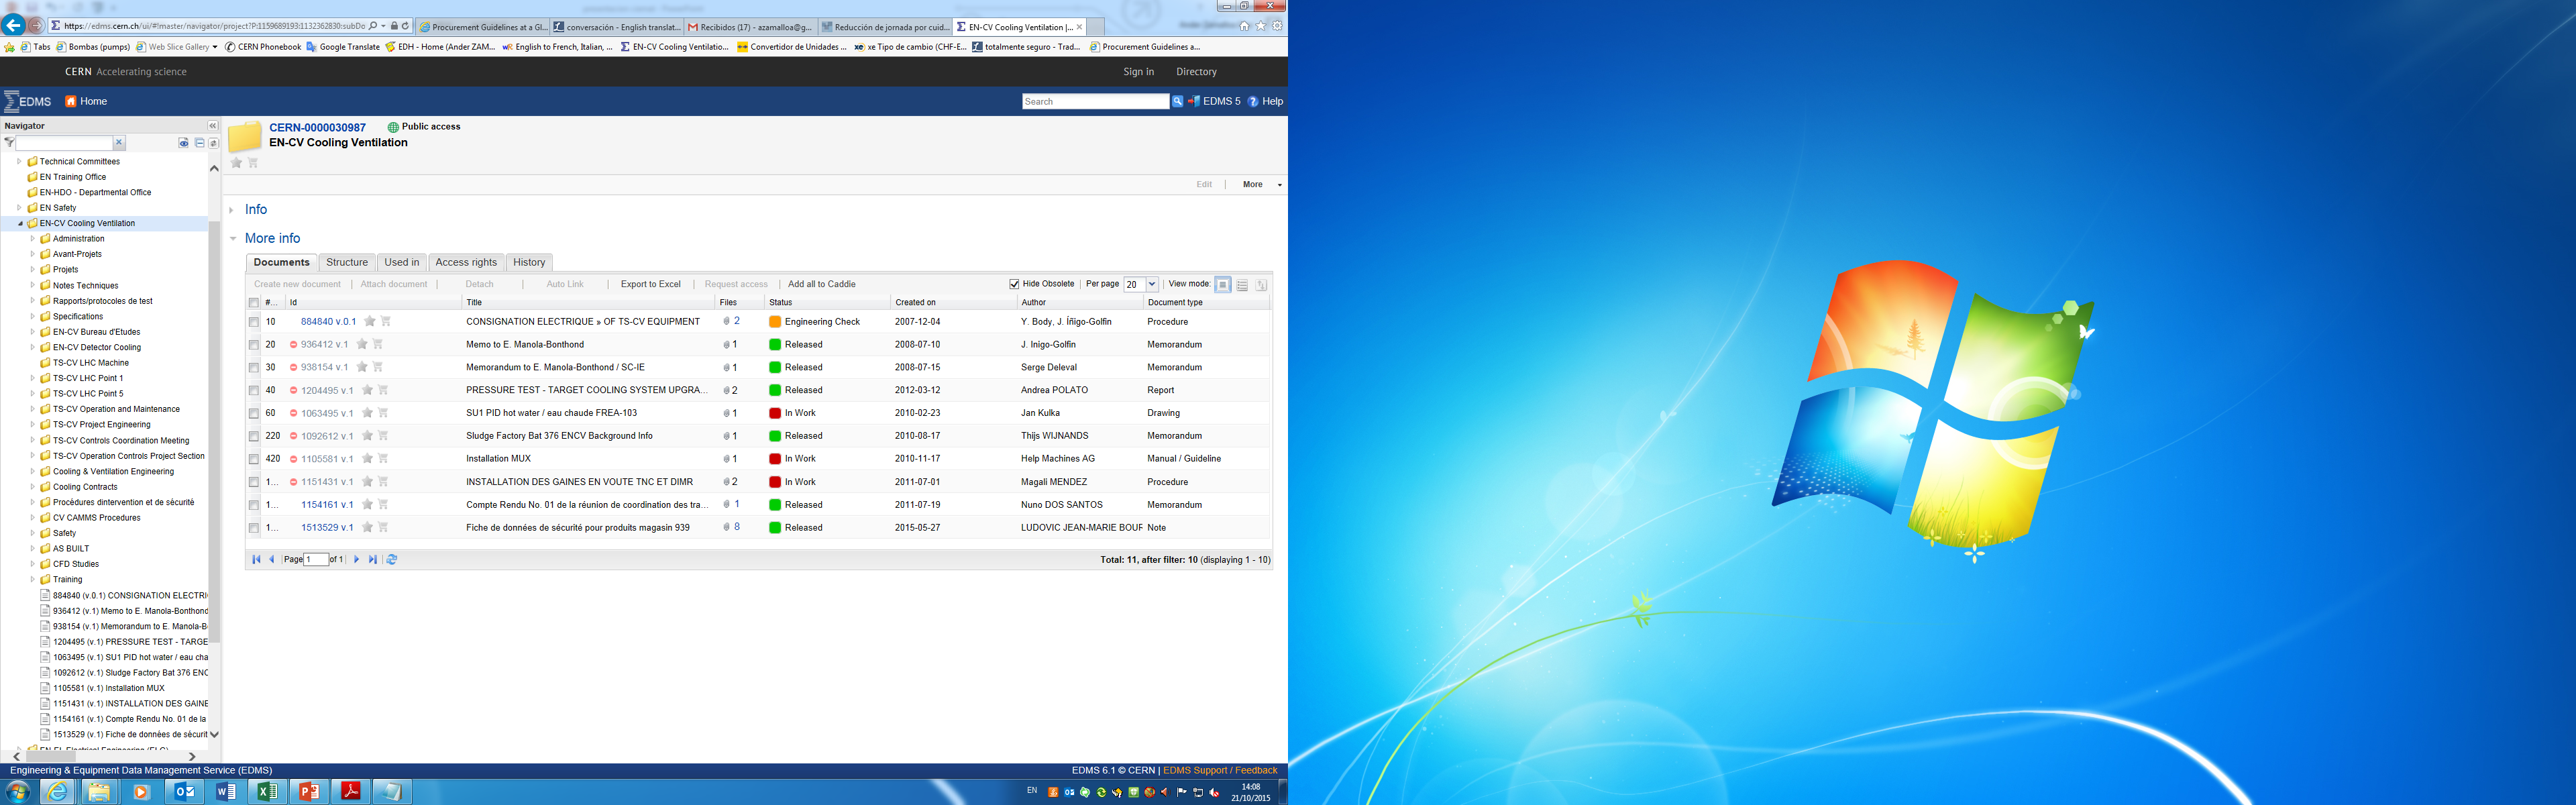 https://edms.cern.ch/ui/#!master/navigator/project?P:1159689193:1132362830:subDo
Procurement Guidelines at a Gl...
conversación - English translat...
Recibidos (17) - azamalloa@g...
Reducción de jornada por cuid...
EN-CV Cooling Ventilation |...
Tabs
Bombas (pumps)
Web Slice Gallery
CERN Phonebook
Google Translate
EDH - Home (Ander ZAM...
English to French, Italian, ...
EN-CV Cooling Ventilatio...
Convertidor de Unidades ...
xe Tipo de cambio (CHF-E...
totalmente seguro - Trad...
Procurement Guidelines a...
CERN Accelerating science
Sign in Directory
EDMS Home
Search EDMS 5 Help
Navigator
Technical Committees
EN Training Office
EN-HDO - Departmental Office
EN Safety
EN-CV Cooling Ventilation
Administration
Avant-Projets
Projets
Notes Techniques
Rapports/protocoles de test
Specifications
EN-CV Bureau d'Etudes
EN-CV Detector Cooling
TS-CV LHC Machine
TS-CV LHC Point 1
TS-CV LHC Point 5
TS-CV Operation and Maintenance
TS-CV Project Engineering
TS-CV Controls Coordination Meeting
TS-CV Operation Controls Project Section
Cooling & Ventilation Engineering
Cooling Contracts
Procédures dintervention et de sécurité
CV CAMMS Procedures
Safety
AS BUILT
CFD Studies
Training
884840 (v.0.1) CONSIGNATION ELECTRI
936412 (v.1) Memo to E. Manola-Bonthond
938154 (v.1) Memorandum to E. Manola-B
1204495 (v.1) PRESSURE TEST - TARGE
1063495 (v.1) SU1 PID hot water / eau cha
1092612 (v.1) Sludge Factory Bat 376 ENC
1105581 (v.1) Installation MUX
1151431 (v.1) INSTALLATION DES GAINE
1154161 (v.1) Compte Rendu No. 01 de la
1513529 (v.1) Fiche de données de sécurit
EN-EL Electrical Engineering (ELG)
CERN-0000030987 Public access
EN-CV Cooling Ventilation
Edit | More
Info
More info
Documents Structure Used in Access rights History
Create new document | Attach document | Detach | Auto Link | Export to Excel | Request access | Add all to Caddie Hide Obsolete | Per page 20 | View mode:
#... Id Title Files Status Created on Author Document type
10 884840 v.0.1 CONSIGNATION ELECTRIQUE » OF TS-CV EQUIPMENT 2 Engineering Check 2007-12-04 Y. Body, J. Íñigo-Golfin Procedure
20 936412 v.1 Memo to E. Manola-Bonthond 1 Released 2008-07-10 J. Inigo-Golfin Memorandum
30 938154 v.1 Memorandum to E. Manola-Bonthond / SC-IE 1 Released 2008-07-15 Serge Deleval Memorandum
40 1204495 v.1 PRESSURE TEST - TARGET COOLING SYSTEM UPGRA... 2 Released 2012-03-12 Andrea POLATO Report
60 1063495 v.1 SU1 PID hot water / eau chaude FREA-103 1 In Work 2010-02-23 Jan Kulka Drawing
220 1092612 v.1 Sludge Factory Bat 376 ENCV Background Info 1 Released 2010-08-17 Thijs WIJNANDS Memorandum
420 1105581 v.1 Installation MUX 1 In Work 2010-11-17 Help Machines AG Manual / Guideline
1... 1151431 v.1 INSTALLATION DES GAINES EN VOUTE TNC ET DIMR 2 In Work 2011-07-01 Magali MENDEZ Procedure
1... 1154161 v.1 Compte Rendu No. 01 de la réunion de coordination des tra... 1 Released 2011-07-19 Nuno DOS SANTOS Memorandum
1... 1513529 v.1 Fiche de données de sécurité pour produits magasin 939 8 Released 2015-05-27 LUDOVIC JEAN-MARIE BOUF Note
Page 1 of 1 Total: 11, after filter: 10 (displaying 1 - 10)
Engineering & Equipment Data Management Service (EDMS) EDMS 6.1 © CERN | EDMS Support / Feedback
EN 14:08
21/10/2015